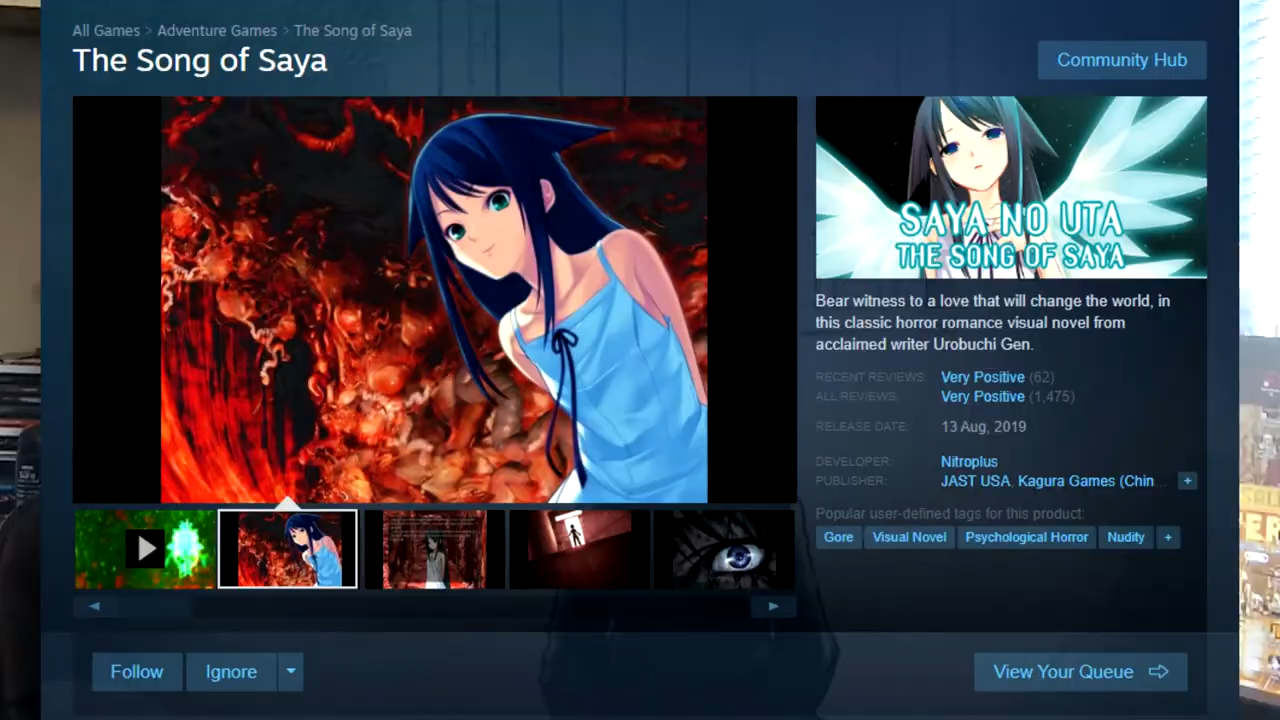 All Games > Adventure Games > The Song of Saya
The Song of Saya
Community Hub
SAYA NO UTA
THE SONG OF SAYA
Bear witness to a love that will change the world, in
this classic horror romance visual novel from
acclaimed writer Urobuchi Gen.
RECENT REVIEWS: Very Positive (62)
ALL REVIEWS: Very Positive (1,475)
RELEASE DATE: 13 Aug, 2019
DEVELOPER: Nitroplus
PUBLISHER: JAST USA, Kagura Games (Chin... +
Popular user-defined tags for this product:
Gore Visual Novel Psychological Horror Nudity +
Follow Ignore
View Your Queue